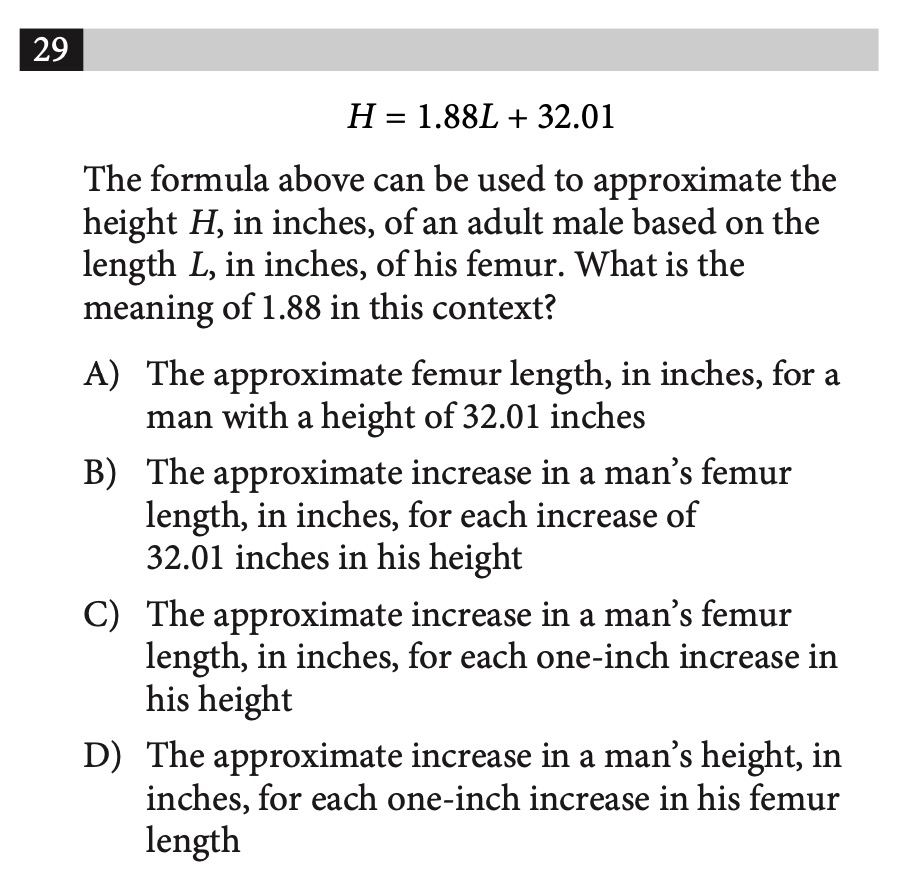 29
H = 1.88L + 32.01
The formula above can be used to approximate the
height H, in inches, of an adult male based on the
length L, in inches, of his femur. What is the
meaning of 1.88 in this context?
A) The approximate femur length, in inches, for a
man with a height of 32.01 inches
B) The approximate increase in a man’s femur
length, in inches, for each increase of
32.01 inches in his height
C) The approximate increase in a man’s femur
length, in inches, for each one-inch increase in
his height
D) The approximate increase in a man’s height, in
inches, for each one-inch increase in his femur
length